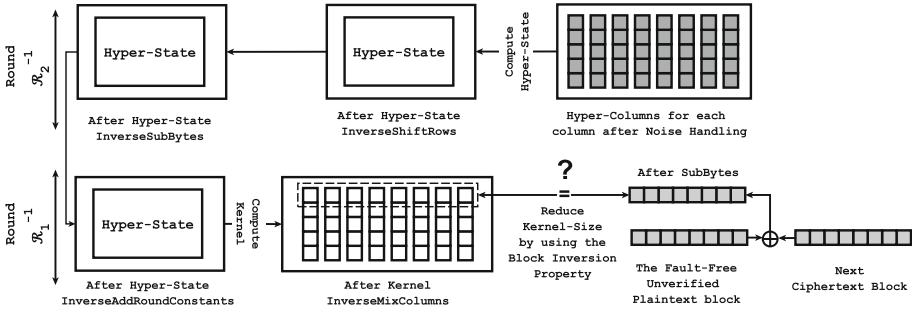 Round
ℛ₂⁻¹
Hyper-State
After Hyper-State
InverseSubBytes
Hyper-State
After Hyper-State
InverseShiftRows
Compute
Hyper-State
Hyper-Columns for each
column after Noise Handling
Round
ℛ₁⁻¹
Hyper-State
After Hyper-State
InverseAddRoundConstants
Compute
Kernel
After Kernel
InverseMixColumns
?
=
Reduce
Kernel-Size
by using the
Block Inversion
Property
After SubBytes
The Fault-Free
Unverified
Plaintext block
Next
Ciphertext Block